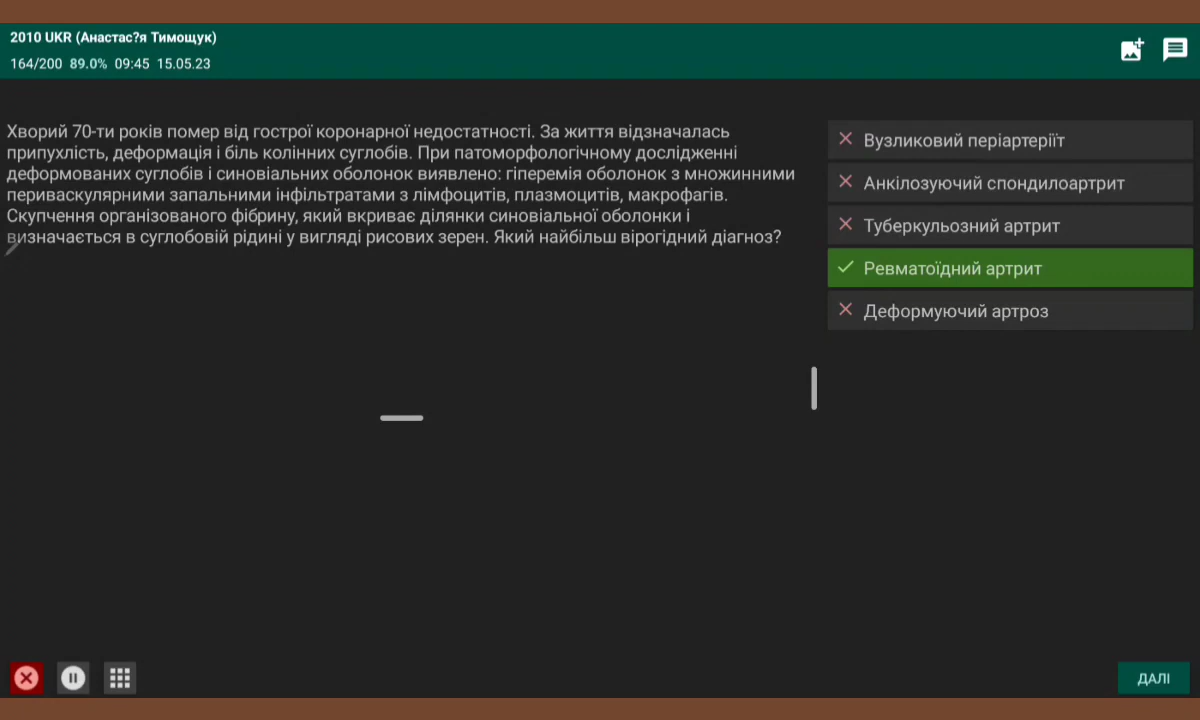 2010 UKR (Анастас?я Тимощук)
164/200 89.0% 09:45 15.05.23
Хворий 70-ти років помер від гострої коронарної недостатності. За життя відзначалась
припухлість, деформація і біль колінних суглобів. При патоморфологічному дослідженні
деформованих суглобів і синовіальних оболонок виявлено: гіперемія оболонок з множинними
периваскулярними запальними інфільтратами з лімфоцитів, плазмоцитів, макрофагів.
Скупчення організованого фібрину, який вкриває ділянки синовіальної оболонки і
визначається в суглобовій рідині у вигляді рисових зерен. Який найбільш вірогідний діагноз?
Вузликовий періартеріїт
Анкілозуючий спондилоартрит
Туберкульозний артрит
Ревматоїдний артрит
Деформуючий артроз
ДАЛІ